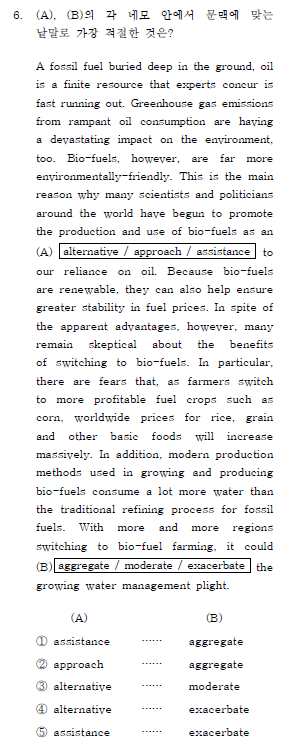 6. (A), (B)의 각 네모 안에서 문맥에 맞는
낱말로 가장 적절한 것은?
A fossil fuel buried deep in the ground, oil
is a finite resource that experts concur is
fast running out. Greenhouse gas emissions
from rampant oil consumption are having
a devastating impact on the environment,
too. Bio-fuels, however, are far more
environmentally-friendly. This is the main
reason why many scientists and politicians
around the world have begun to promote
the production and use of bio-fuels as an
(A) alternative / approach / assistance to
our reliance on oil. Because bio-fuels
are renewable, they can also help ensure
greater stability in fuel prices. In spite of
the apparent advantages, however, many
remain skeptical about the benefits
of switching to bio-fuels. In particular,
there are fears that, as farmers switch
to more profitable fuel crops such as
corn, worldwide prices for rice, grain
and other basic foods will increase
massively. In addition, modern production
methods used in growing and producing
bio-fuels consume a lot more water than
the traditional refining process for fossil
fuels. With more and more regions
switching to bio-fuel farming, it could
(B) aggregate / moderate / exacerbate the
growing water management plight.
(A) (B)
① assistance ······ aggregate
② approach ······ aggregate
③ alternative ······ moderate
④ alternative ······ exacerbate
⑤ assistance ······ exacerbate